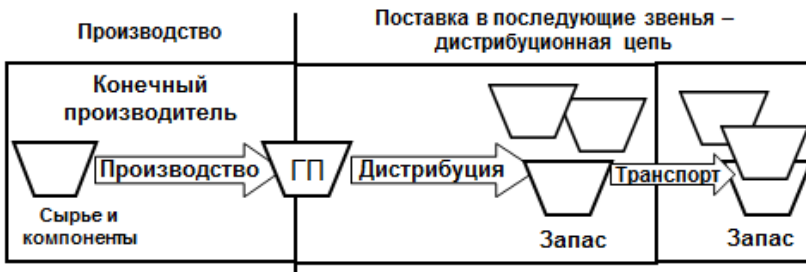 Производство
Поставка в последующие звенья –
дистрибуционная цепь
Конечный
производитель
Производство
ГП
Дистрибуция
Транспорт
Сырье и
компоненты
Запас
Запас